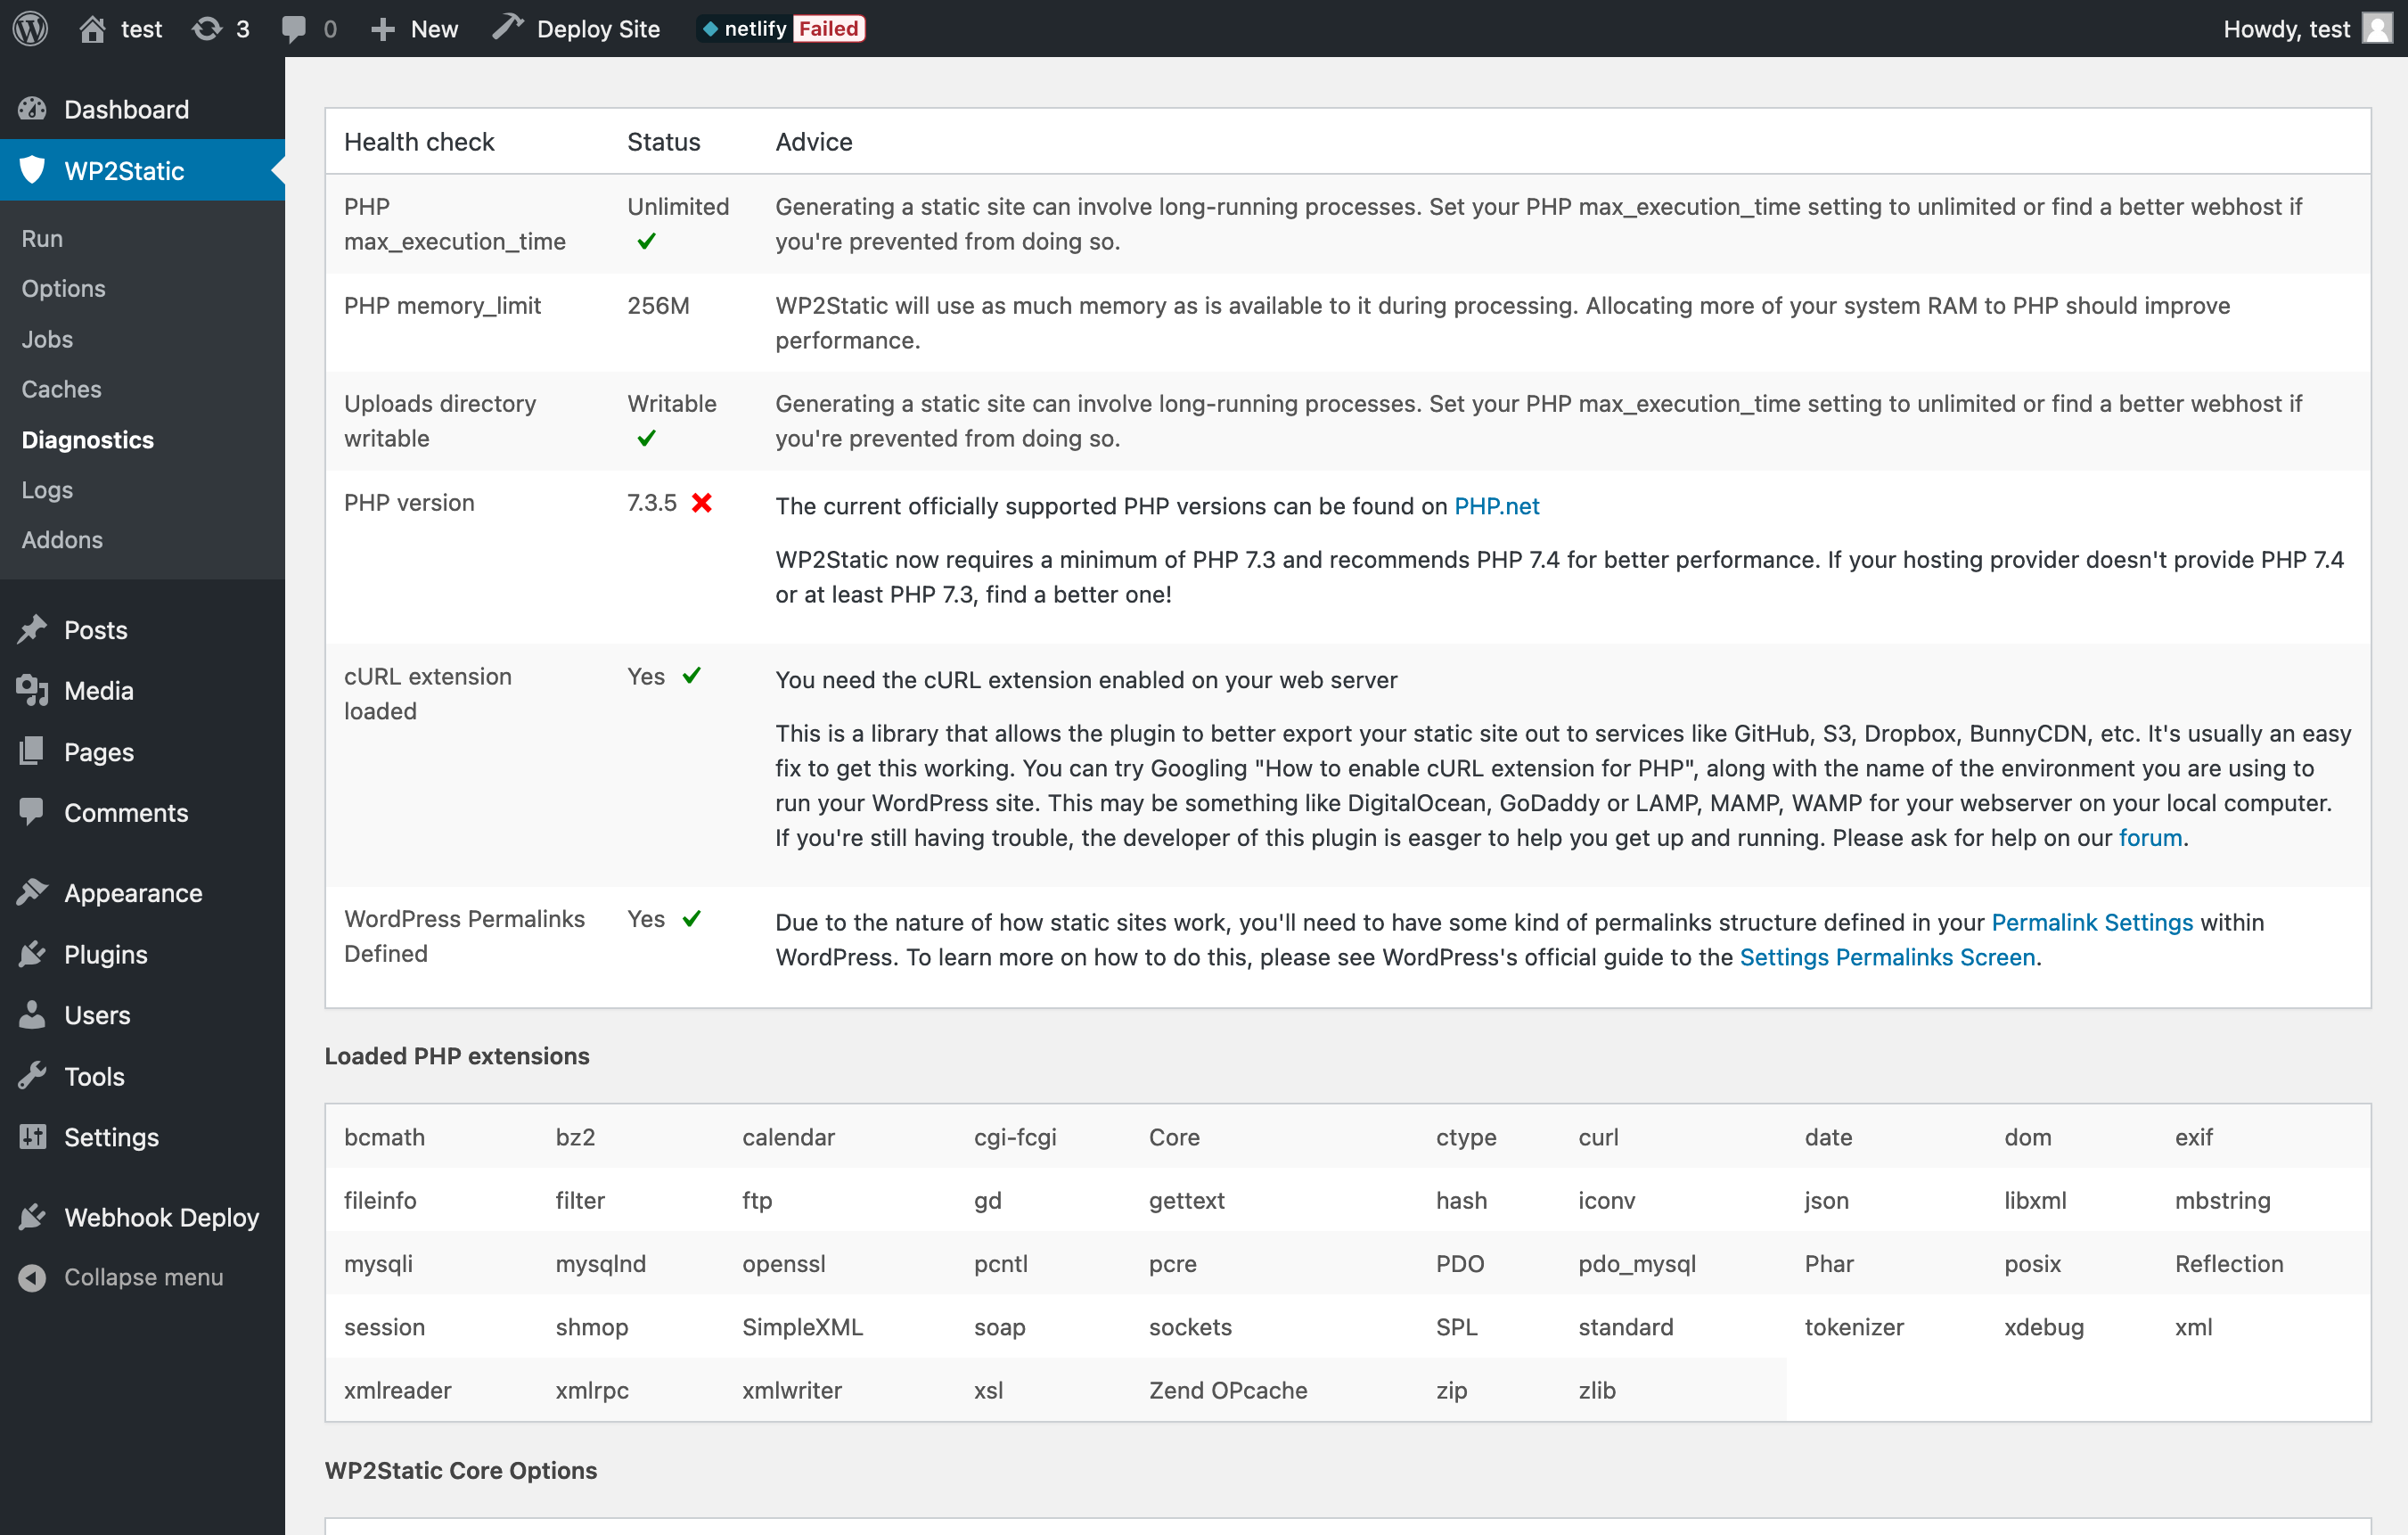 test 3 0 New Deploy Site netlify Failed Howdy, test
Dashboard
WP2Static
Run
Options
Jobs
Caches
Diagnostics
Logs
Addons
Posts
Media
Pages
Comments
Appearance
Plugins
Users
Tools
Settings
Webhook Deploy
Collapse menu
Health check Status Advice
PHP
max_execution_time
Unlimited
Generating a static site can involve long-running processes. Set your PHP max_execution_time setting to unlimited or find a better webhost if
you're prevented from doing so.
PHP memory_limit
256M
WP2Static will use as much memory as is available to it during processing. Allocating more of your system RAM to PHP should improve
performance.
Uploads directory
writable
Writable
Generating a static site can involve long-running processes. Set your PHP max_execution_time setting to unlimited or find a better webhost if
you're prevented from doing so.
PHP version
7.3.5
The current officially supported PHP versions can be found on PHP.net
WP2Static now requires a minimum of PHP 7.3 and recommends PHP 7.4 for better performance. If your hosting provider doesn't provide PHP 7.4
or at least PHP 7.3, find a better one!
cURL extension
loaded
Yes
You need the cURL extension enabled on your web server
This is a library that allows the plugin to better export your static site out to services like GitHub, S3, Dropbox, BunnyCDN, etc. It's usually an easy
fix to get this working. You can try Googling "How to enable cURL extension for PHP", along with the name of the environment you are using to
run your WordPress site. This may be something like DigitalOcean, GoDaddy or LAMP, MAMP, WAMP for your webserver on your local computer.
If you're still having trouble, the developer of this plugin is easger to help you get up and running. Please ask for help on our forum.
WordPress Permalinks
Defined
Yes
Due to the nature of how static sites work, you'll need to have some kind of permalinks structure defined in your Permalink Settings within
WordPress. To learn more on how to do this, please see WordPress's official guide to the Settings Permalinks Screen.
Loaded PHP extensions
bcmath bz2 calendar cgi-fcgi Core ctype curl date dom exif
fileinfo filter ftp gd gettext hash iconv json libxml mbstring
mysqli mysqlnd openssl pcntl pcre PDO pdo_mysql Phar posix Reflection
session shmop SimpleXML soap sockets SPL standard tokenizer xdebug xml
xmlreader xmlrpc xmlwriter xsl Zend OPcache zip zlib
WP2Static Core Options